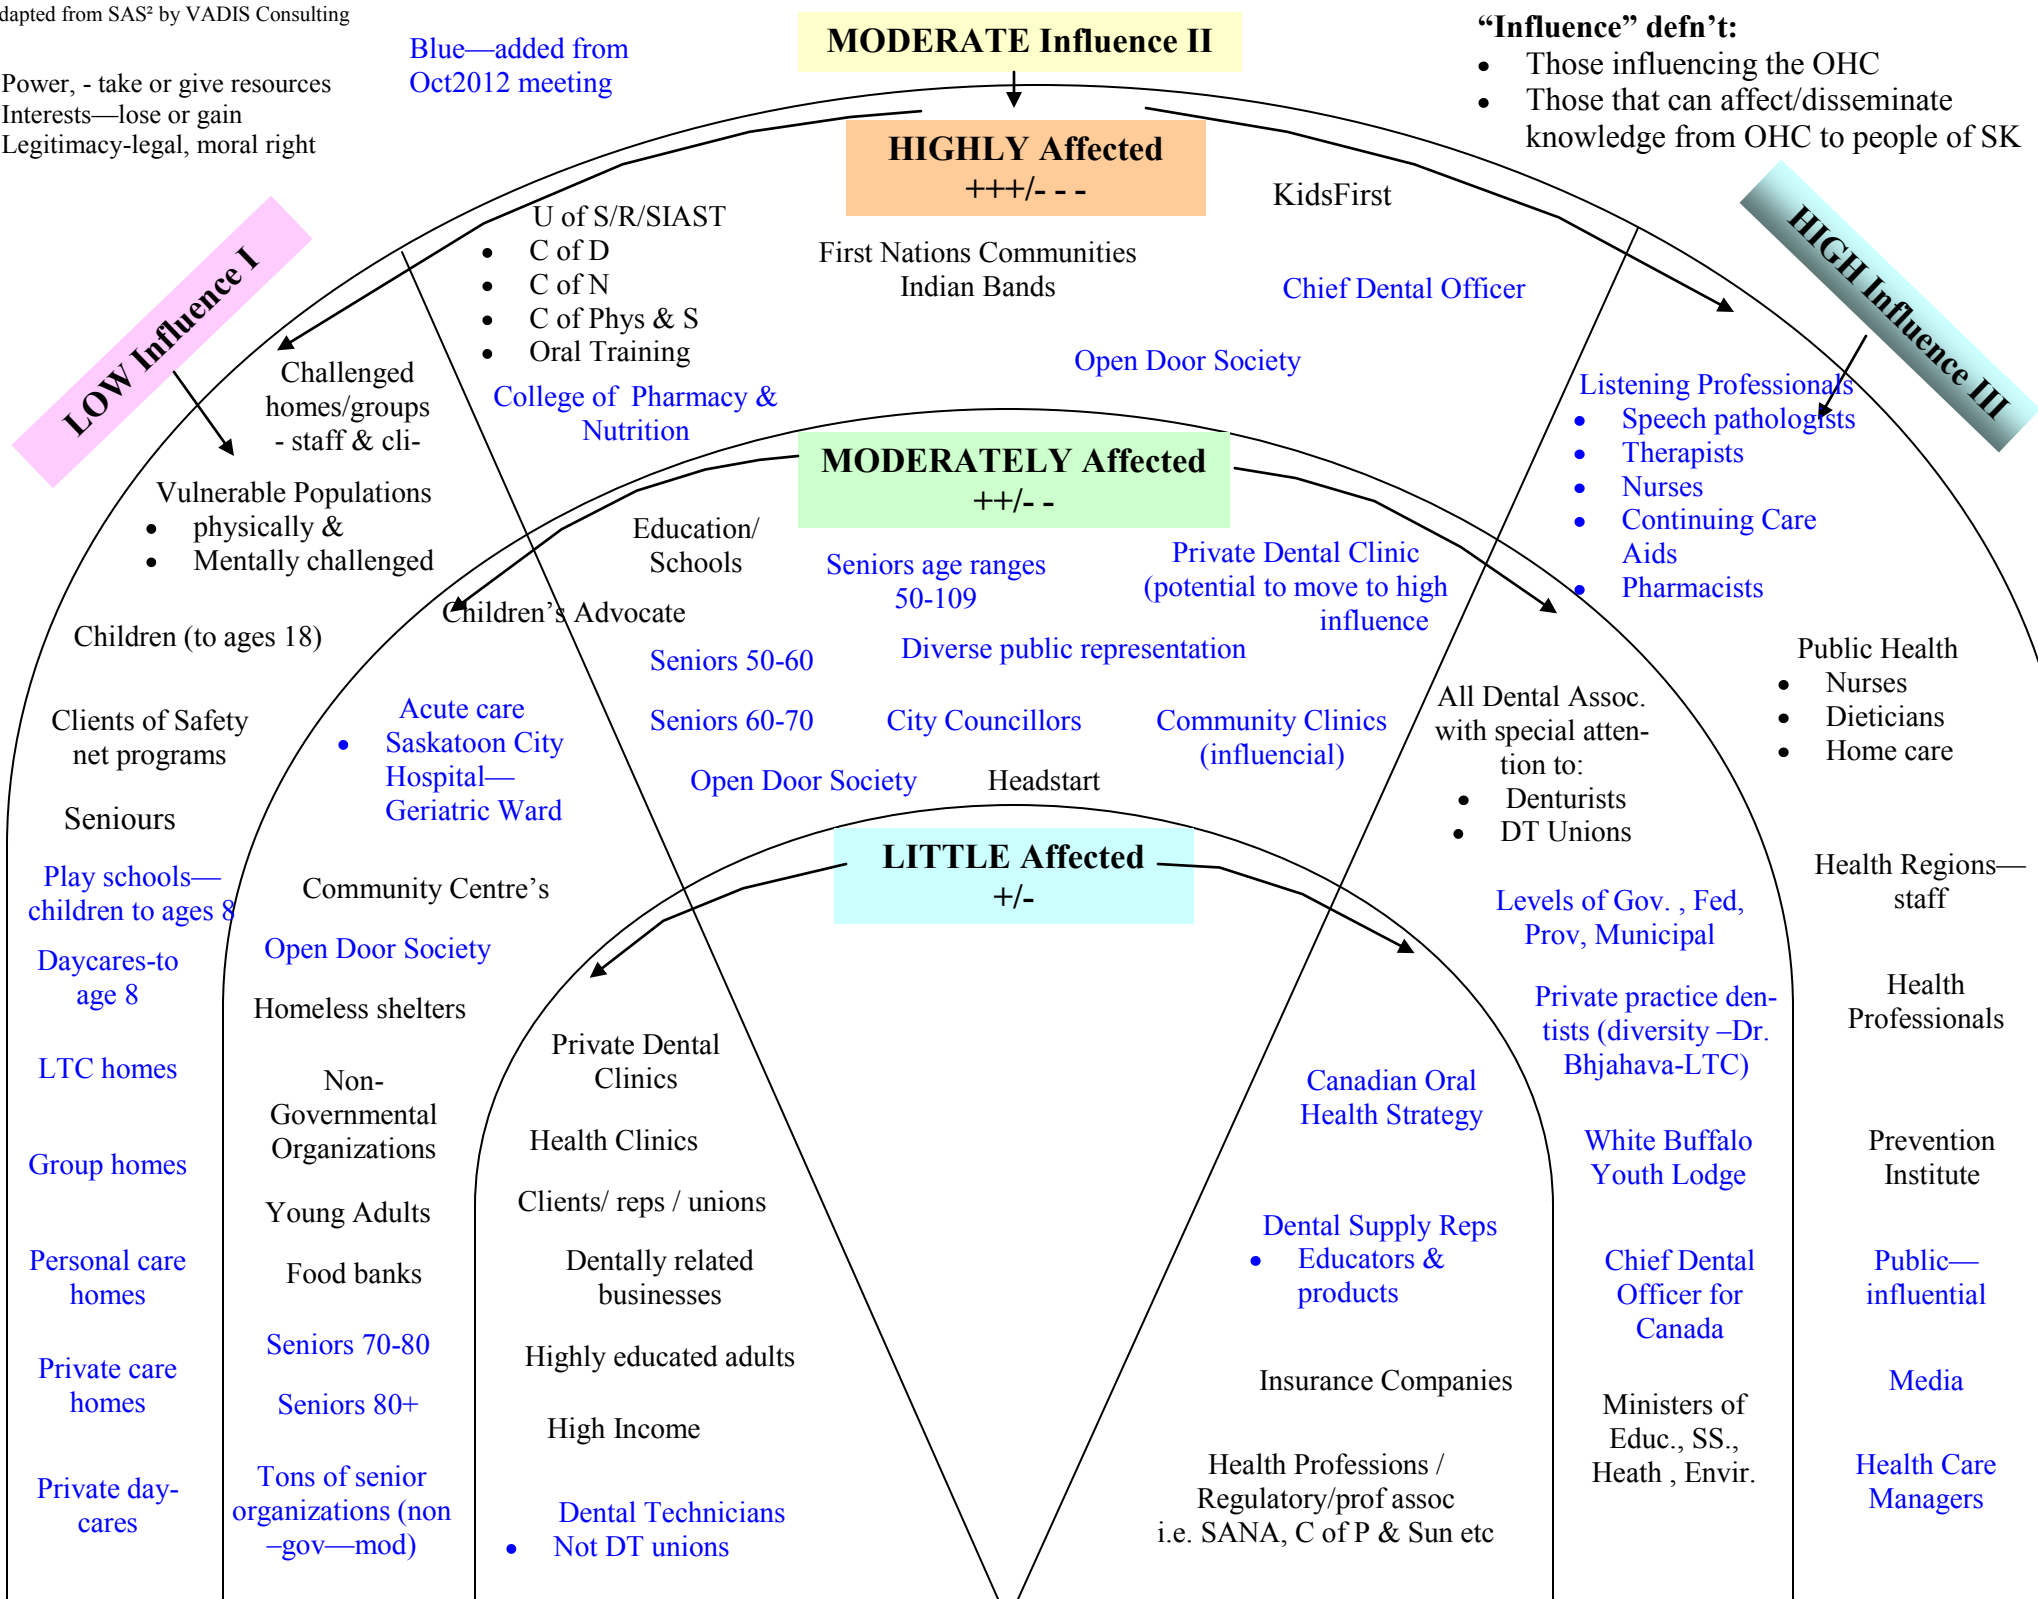 dapted from SAS² by VADIS Consulting
Power, - take or give resources
Interests—lose or gain
Legitimacy-legal, moral right
Blue—added from
Oct2012 meeting
MODERATE Influence II
“Influence” defn't:
• Those influencing the OHC
• Those that can affect/disseminate
knowledge from OHC to people of SK
LOW Influence I
HIGH Influence III
HIGHLY Affected
+++/- - -
Challenged
homes/groups
- staff & cli-
Vulnerable Populations
• physically &
• Mentally challenged
Children (to ages 18)
Clients of Safety
net programs
Seniours
Play schools—
children to ages 8
Daycares-to
age 8
LTC homes
Group homes
Personal care
homes
Private care
homes
Private day-
cares
U of S/R/SIAST
• C of D
• C of N
• C of Phys & S
• Oral Training
College of Pharmacy &
Nutrition
First Nations Communities
Indian Bands
KidsFirst
Chief Dental Officer
Open Door Society
Listening Professionals
• Speech pathologists
• Therapists
• Nurses
• Continuing Care
Aids
• Pharmacists
Public Health
• Nurses
• Dieticians
• Home care
Health Regions—
staff
Health
Professionals
Prevention
Institute
Public—
influential
Media
Health Care
Managers
MODERATELY Affected
++/- -
Children's Advocate
Acute care
• Saskatoon City
Hospital—
Geriatric Ward
Community Centre's
Open Door Society
Homeless shelters
Non-
Governmental
Organizations
Young Adults
Food banks
Seniors 70-80
Seniors 80+
Tons of senior
organizations (non
–gov—mod)
Education/
Schools
Seniors age ranges
50-109
Private Dental Clinic
(potential to move to high
influence
Seniors 50-60
Diverse public representation
Seniors 60-70
City Councillors
Community Clinics
(influencial)
Open Door Society
Headstart
All Dental Assoc.
with special atten-
tion to:
• Denturists
• DT Unions
Levels of Gov. , Fed,
Prov, Municipal
Private practice den-
tists (diversity –Dr.
Bhjahava-LTC)
White Buffalo
Youth Lodge
Chief Dental
Officer for
Canada
Ministers of
Educ., SS.,
Heath , Envir.
LITTLE Affected
+/-
Private Dental
Clinics
Health Clinics
Clients/ reps / unions
Dentally related
businesses
Highly educated adults
High Income
Dental Technicians
• Not DT unions
Canadian Oral
Health Strategy
Dental Supply Reps
• Educators &
products
Insurance Companies
Health Professions /
Regulatory/prof assoc
i.e. SANA, C of P & Sun etc